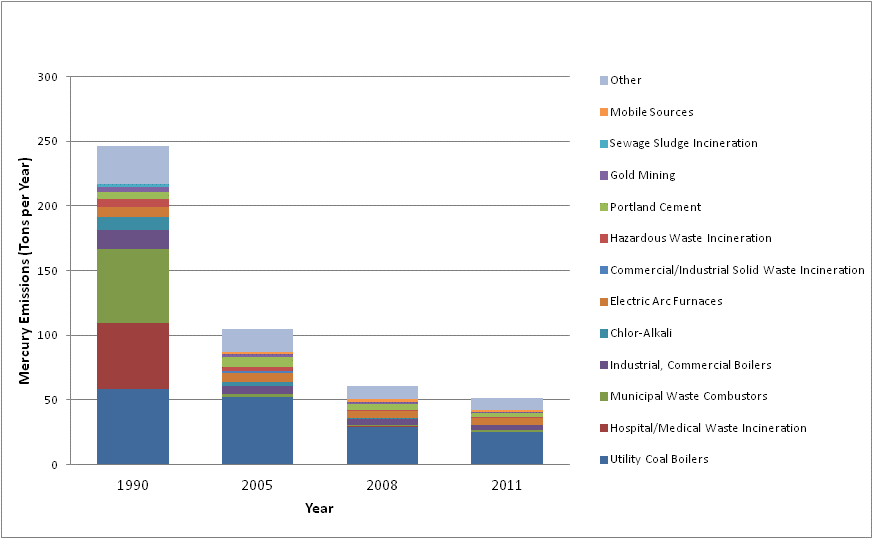 300
250
200
150
100
50
0
Mercury Emissions (Tons per Year)
1990 2005 2008 2011
Year
Other
Mobile Sources
Sewage Sludge Incineration
Gold Mining
Portland Cement
Hazardous Waste Incineration
Commercial/Industrial Solid Waste Incineration
Electric Arc Furnaces
Chlor-Alkali
Industrial, Commercial Boilers
Municipal Waste Combustors
Hospital/Medical Waste Incineration
Utility Coal Boilers